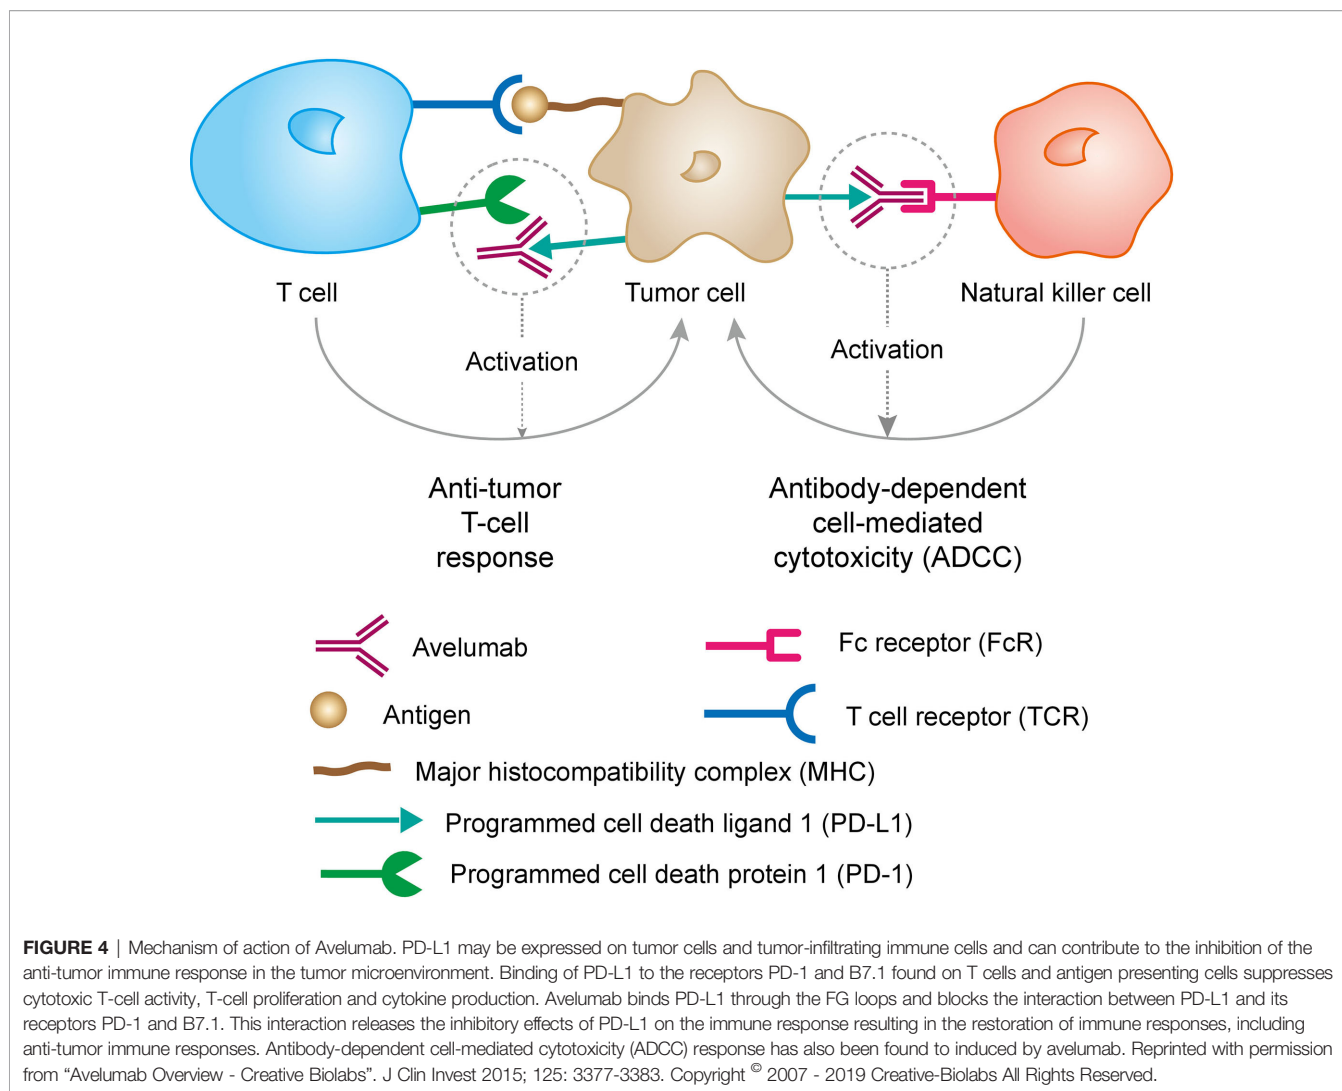 T cell
Tumor cell
Natural killer cell
Activation
Activation
Anti-tumor
T-cell
response
Antibody-dependent
cell-mediated
cytotoxicity (ADCC)
Avelumab
Fc receptor (FcR)
Antigen
T cell receptor (TCR)
Major histocompatibility complex (MHC)
Programmed cell death ligand 1 (PD-L1)
Programmed cell death protein 1 (PD-1)
FIGURE 4 | Mechanism of action of Avelumab. PD-L1 may be expressed on tumor cells and tumor-infiltrating immune cells and can contribute to the inhibition of the
anti-tumor immune response in the tumor microenvironment. Binding of PD-L1 to the receptors PD-1 and B7.1 found on T cells and antigen presenting cells suppresses
cytotoxic T-cell activity, T-cell proliferation and cytokine production. Avelumab binds PD-L1 through the FG loops and blocks the interaction between PD-L1 and its
receptors PD-1 and B7.1. This interaction releases the inhibitory effects of PD-L1 on the immune response resulting in the restoration of immune responses, including
anti-tumor immune responses. Antibody-dependent cell-mediated cytotoxicity (ADCC) response has also been found to induced by avelumab. Reprinted with permission
from “Avelumab Overview - Creative Biolabs”. J Clin Invest 2015; 125: 3377-3383. Copyright © 2007 - 2019 Creative-Biolabs All Rights Reserved.